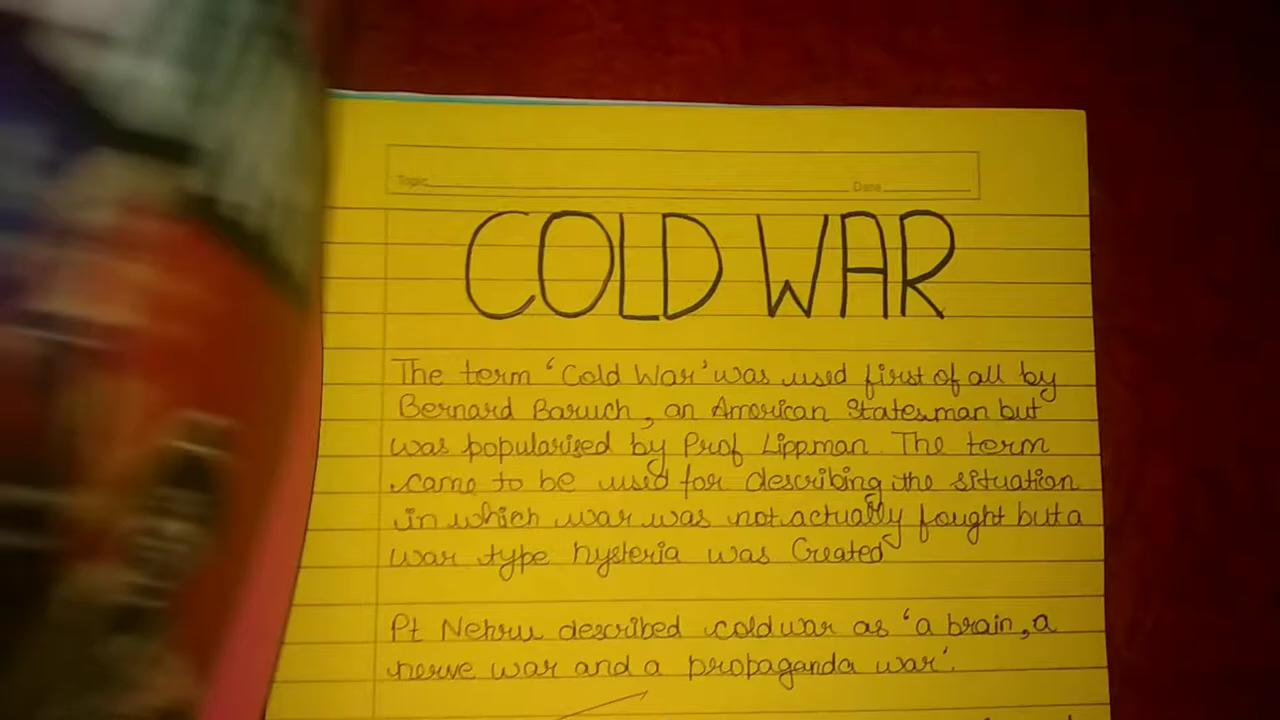 Topic Date
COLD WAR
The term 'Cold War' was used first of all by
Bernard Baruch, an American Statesman but
was popularised by Prof Lippman. The term
came to be used for describing the situation
in which war was not actually fought but a
war type hysteria was Created
Pt Nehru described cold war as 'a brain, a
nerve war and a propaganda war'.